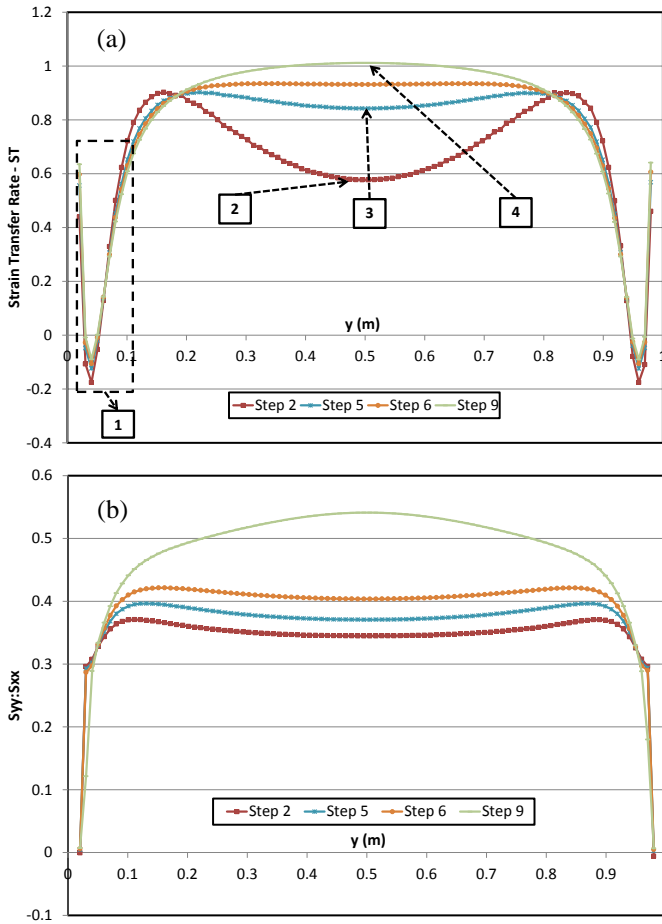 (a)
Strain Transfer Rate- ST
1.2
1
0.8
0.6
0.4
0.2
0
-0.2
-0.4
0 0.1 0.2 0.3 0.4 0.5 0.6 0.7 0.8 0.9 1
y (m)
1
2
3
4
Step 2 Step 5 Step 6 Step 9
(b)
Syy:Sxx
0.6
0.5
0.4
0.3
0.2
0.1
0
-0.1
0 0.1 0.2 0.3 0.4 0.5 0.6 0.7 0.8 0.9
y (m)
Step 2 Step 5 Step 6 Step 9